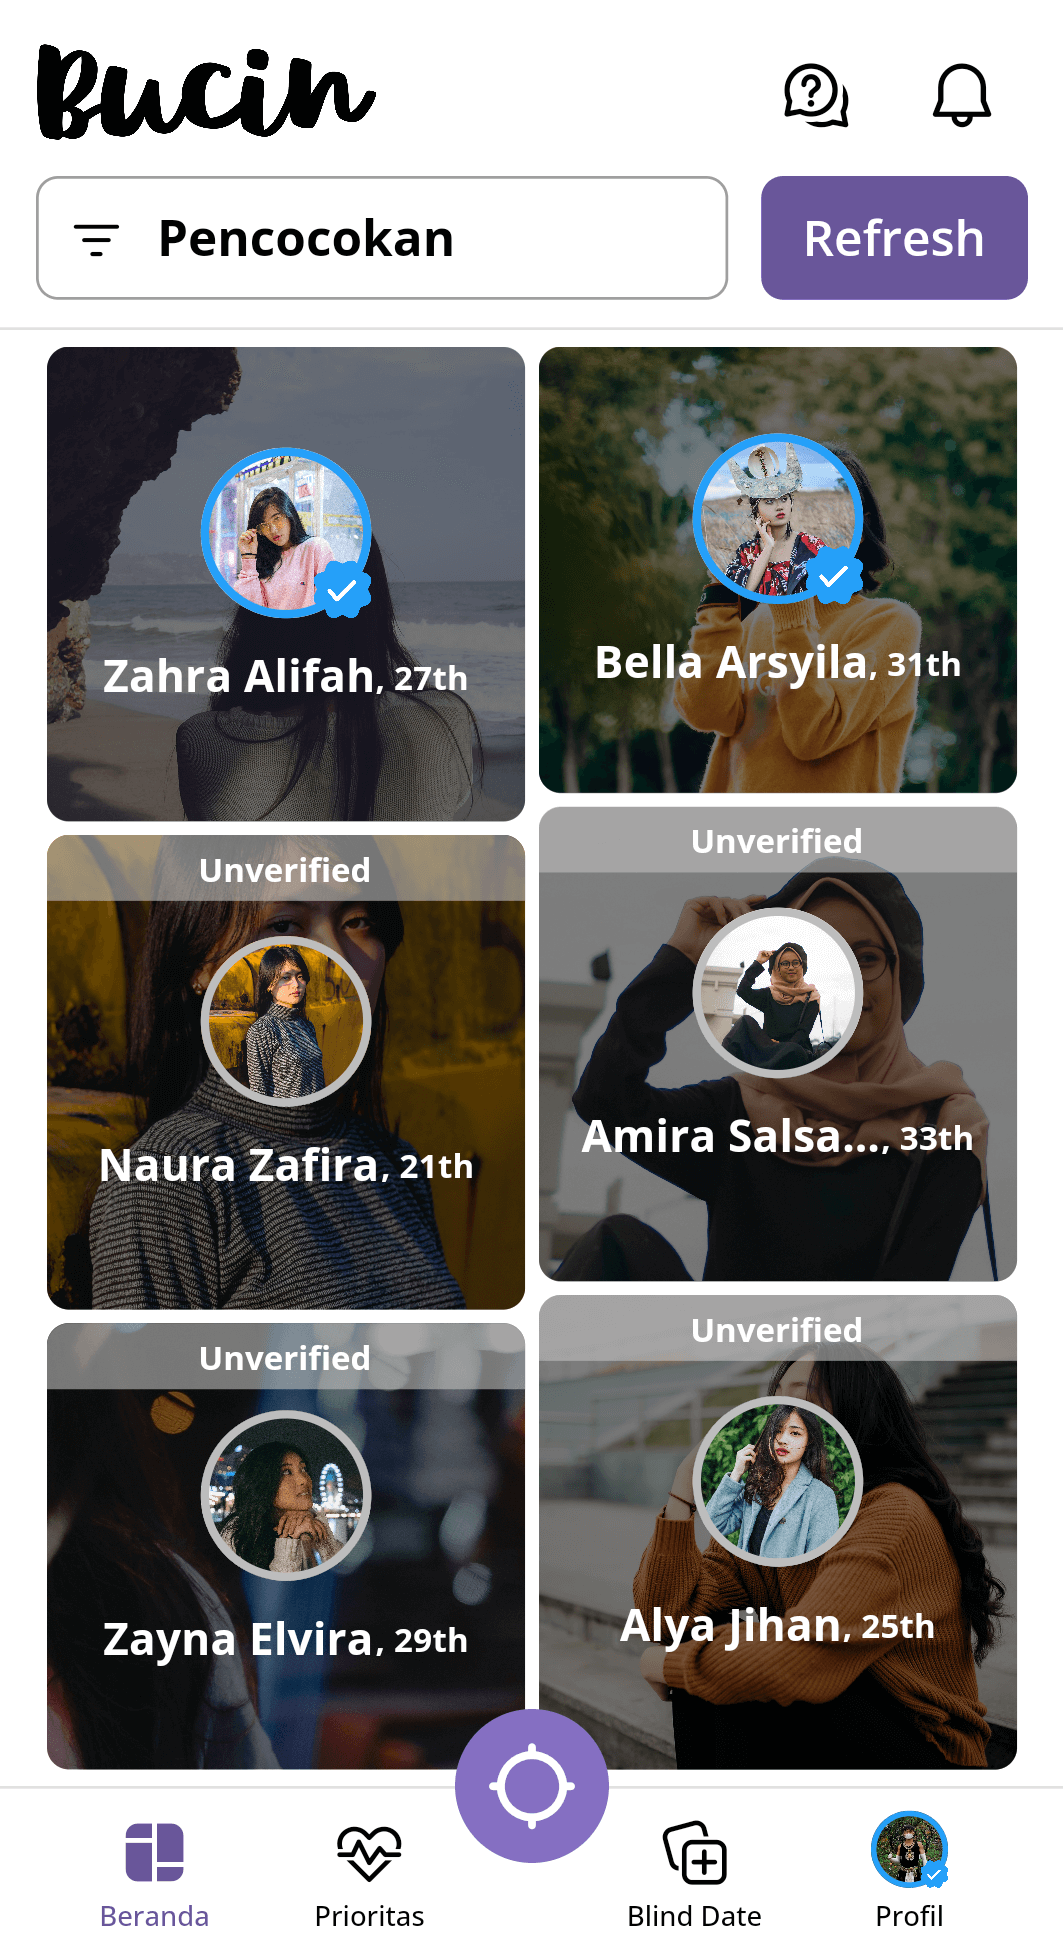 Bucin
Pencocokan
Refresh
Zahra Alifah, 27th
Bella Arsyila, 31th
Unverified
Naura Zafira, 21th
Unverified
Amira Salsa..., 33th
Unverified
Zayna Elvira, 29th
Unverified
Alya Jihan, 25th
Beranda
Prioritas
Blind Date
Profil